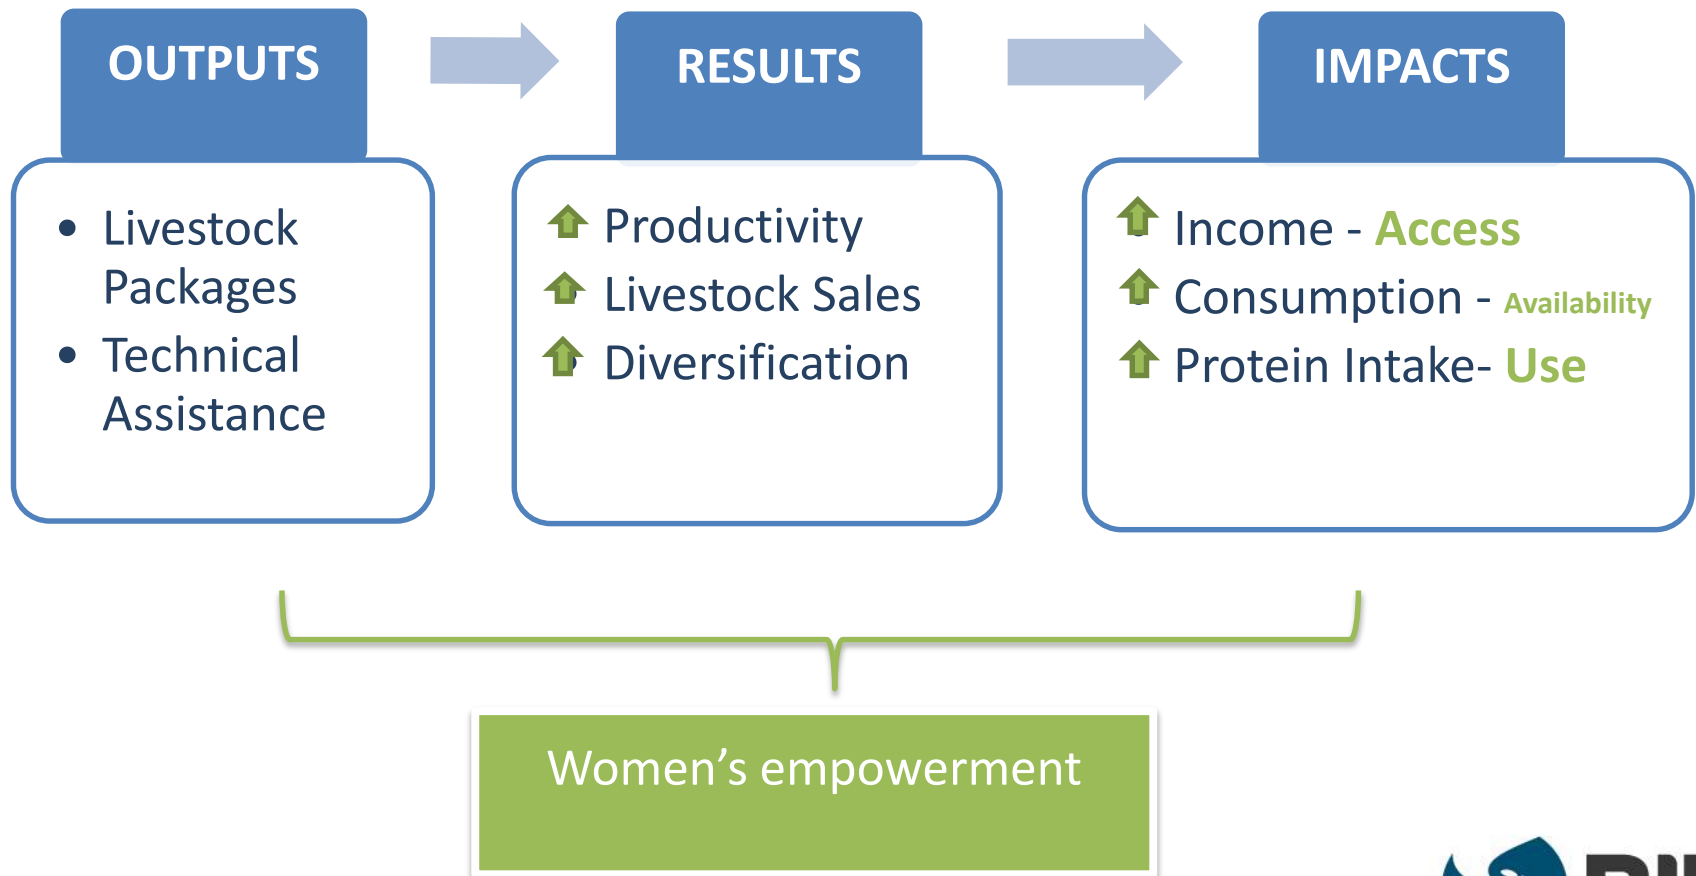 OUTPUTS
RESULTS
IMPACTS
• Livestock
Packages
• Technical
Assistance
Productivity
Livestock Sales
Diversification
Income - Access
Consumption - Availability
Protein Intake- Use
Women’s empowerment